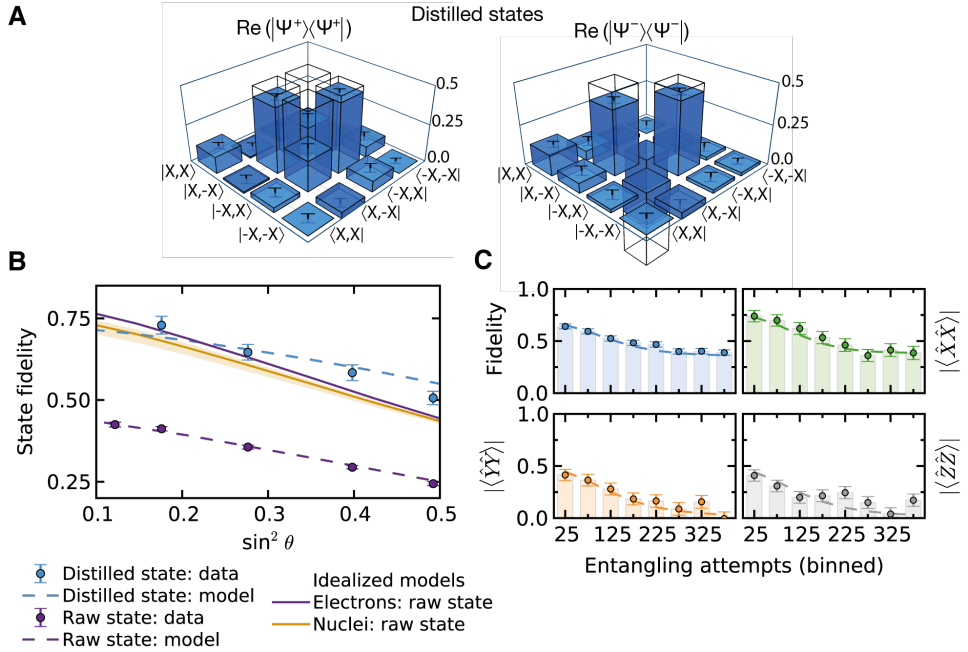 A
Distilled states
Re (|Ψ⁺⟩⟨Ψ⁺|)
Re (|Ψ⁻⟩⟨Ψ⁻|)
0.5
0.25
0.0
|X,X⟩
|X,-X⟩
|-X,X⟩
|-X,-X⟩
⟨X,X|
⟨X,-X|
⟨-X,X|
⟨-X,-X|
0.5
0.25
0.0
|X,X⟩
|X,-X⟩
|-X,X⟩
|-X,-X⟩
⟨X,X|
⟨X,-X|
⟨-X,X|
⟨-X,-X|
B
State fidelity
0.75
0.50
0.25
0.1 0.2 0.3 0.4 0.5
sin² θ
Distilled state: data
Distilled state: model
Raw state: data
Raw state: model
Idealized models
Electrons: raw state
Nuclei: raw state
C
Fidelity
1.0
0.5
0.0
|⟨X̂X̂⟩|
|⟨ŶŶ⟩|
1.0
0.5
0.0
|⟨ẐẐ⟩|
25 125 225 325 25 125 225 325
Entangling attempts (binned)